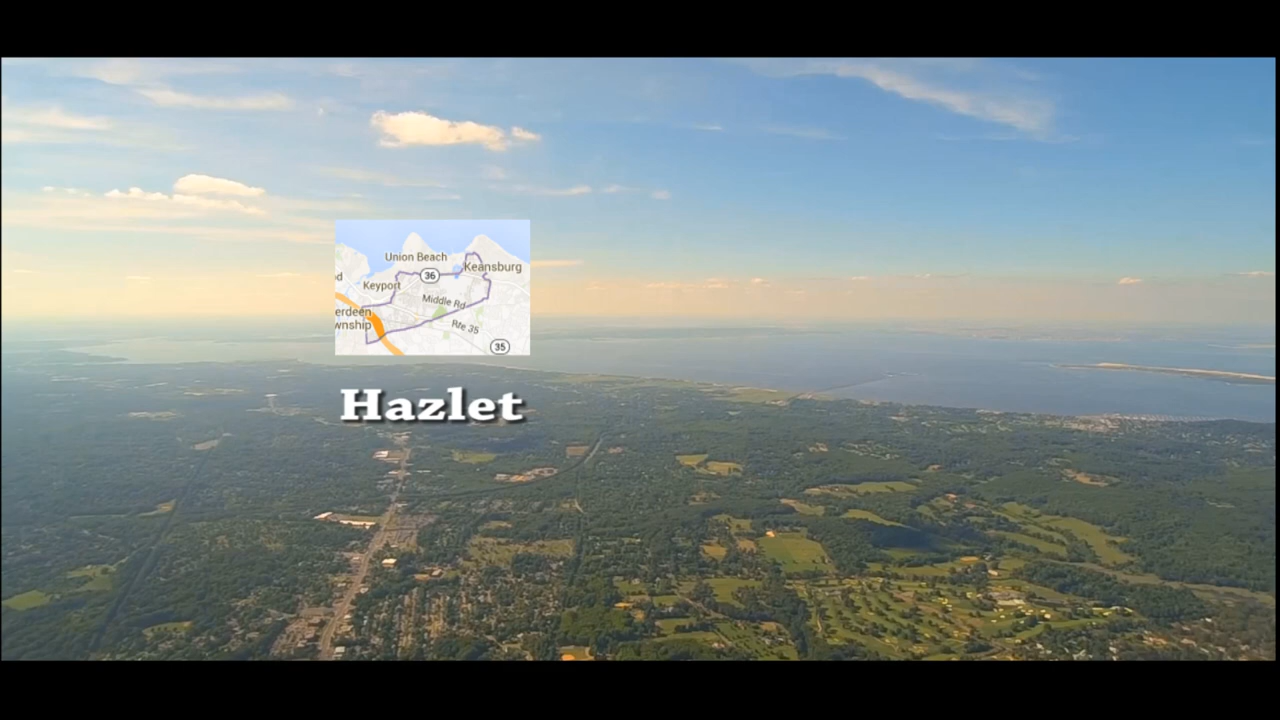 Union Beach
36
Keansburg
d
Keyport
Middle Rd
erdeen
wnship
Rte 35
35
Hazlet